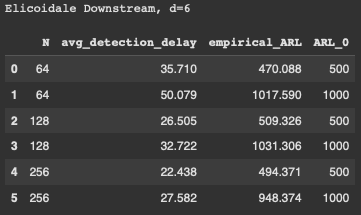 Elicoidale Downstream, d=6
N avg_detection_delay empirical_ARL ARL_0
0 64 35.710 470.088 500
1 64 50.079 1017.590 1000
2 128 26.505 509.326 500
3 128 32.722 1031.306 1000
4 256 22.438 494.371 500
5 256 27.582 948.374 1000